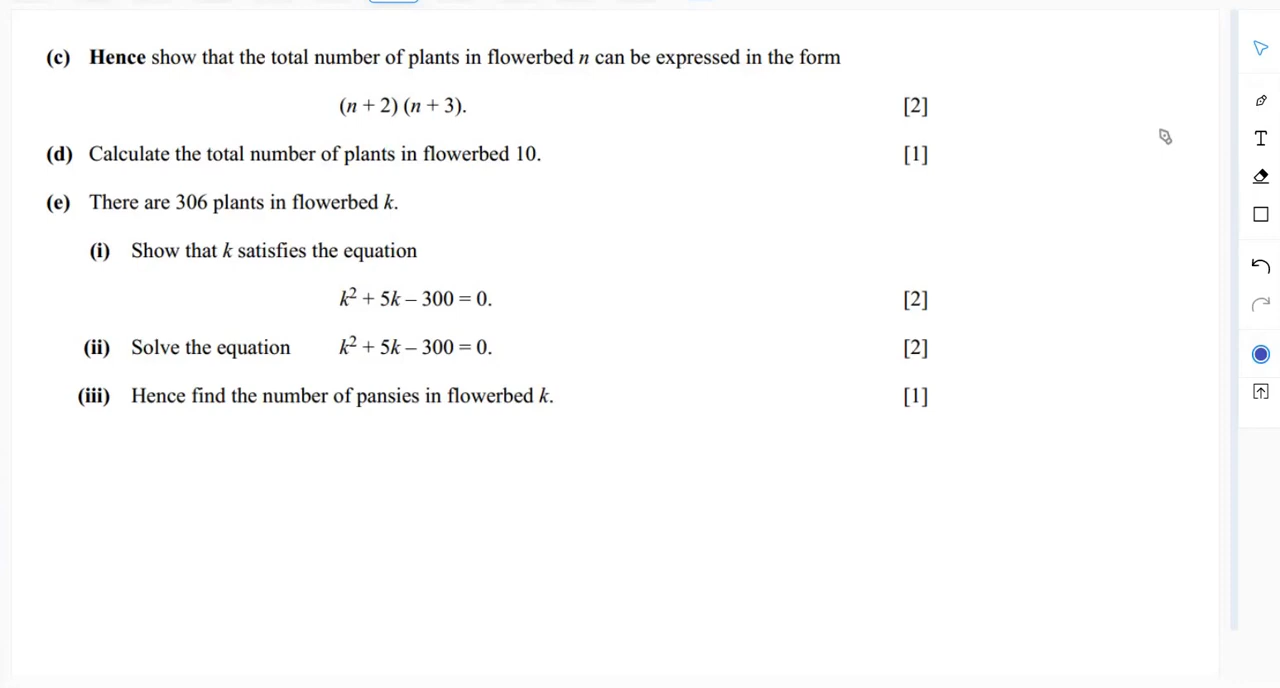 (c) Hence show that the total number of plants in flowerbed n can be expressed in the form
(n + 2) (n + 3). [2]
(d) Calculate the total number of plants in flowerbed 10. [1]
(e) There are 306 plants in flowerbed k.
(i) Show that k satisfies the equation
k² + 5k – 300 = 0. [2]
(ii) Solve the equation k² + 5k – 300 = 0. [2]
(iii) Hence find the number of pansies in flowerbed k. [1]
T